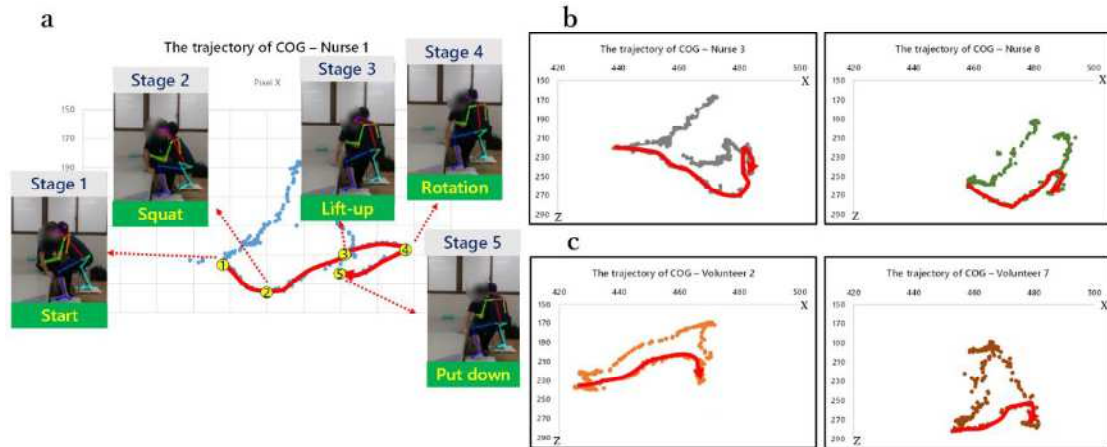 a
The trajectory of COG – Nurse 1
Pixel X
150
170
190
Stage 1
Start
Stage 2
Squat
Stage 3
Lift-up
Stage 4
Rotation
Stage 5
Put down
1
2
3
4
5
b
The trajectory of COG – Nurse 3
420 440 460 480 500
X
150
170
190
210
230
250
270
290
Z
The trajectory of COG – Nurse 8
420 440 460 480 500
X
150
170
190
210
230
250
270
290
Z
c
The trajectory of COG – Volunteer 2
420 440 460 480 500
X
150
170
190
210
230
250
270
290
Z
The trajectory of COG – Volunteer 7
420 440 460 480 500
X
150
170
190
210
230
250
270
290
Z